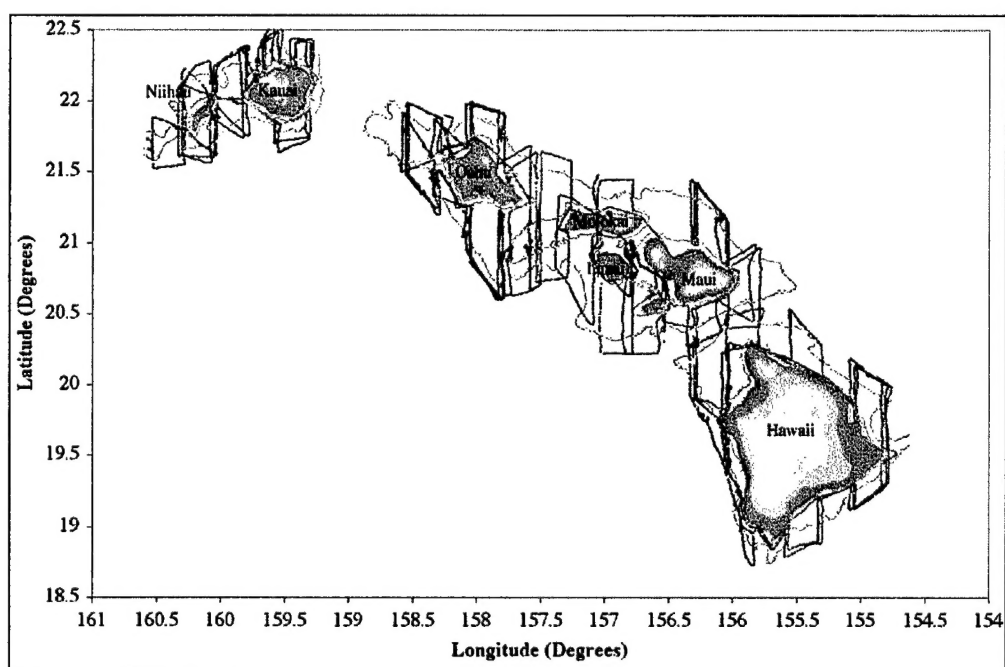 22.5
22
21.5
21
20.5
20
19.5
19
18.5
Latitude (Degrees)
Niihau
Kauai
Oahu
Molokai
Lanai
Maui
Hawaii
161 160.5 160 159.5 159 158.5 158 157.5 157 156.5 156 155.5 155 154.5 154
Longitude (Degrees)